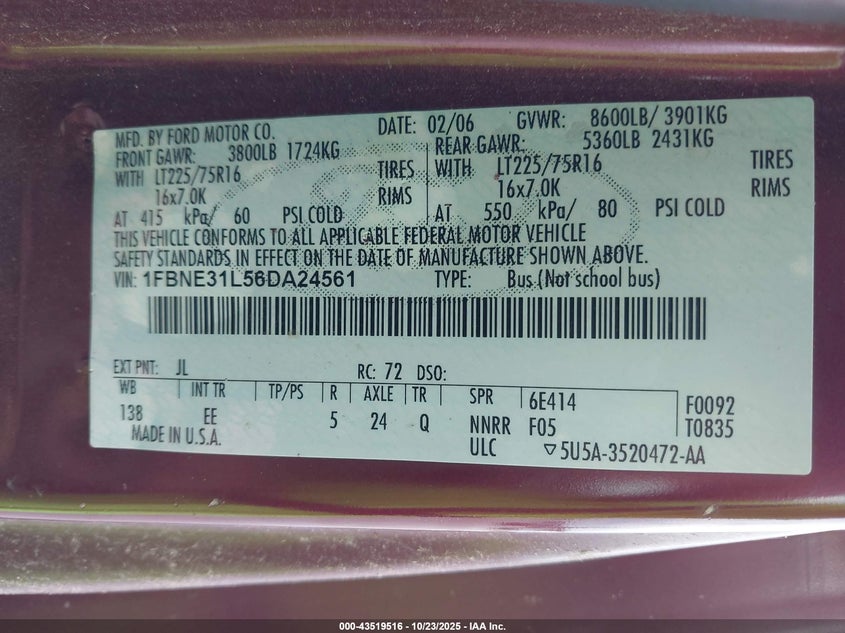 MFD. BY FORD MOTOR CO. DATE: 02/06 GVWR: 8600LB/ 3901KG
FRONT GAWR: 3800LB 1724KG REAR GAWR: 5360LB 2431KG
WITH LT225/75R16 TIRES WITH LT225/75R16 TIRES
16x7.0K RIMS 16x7.0K RIMS
AT 415 kPa/ 60 PSI COLD AT 550 kPa/ 80 PSI COLD
THIS VEHICLE CONFORMS TO ALL APPLICABLE FEDERAL MOTOR VEHICLE
SAFETY STANDARDS IN EFFECT ON THE DATE OF MANUFACTURE SHOWN ABOVE.
VIN: 1FBNE31L56DA24561 TYPE: Bus (Not school bus)
EXT PNT: JL RC: 72 DSO:
WB INT TR TP/PS R AXLE TR SPR 6E414 F0092
138 EE 5 24 Q NNRR F05 T0835
MADE IN U.S.A. ULC ▽5U5A-3520472-AA
000-43519516 - 10/23/2025 - IAA Inc.